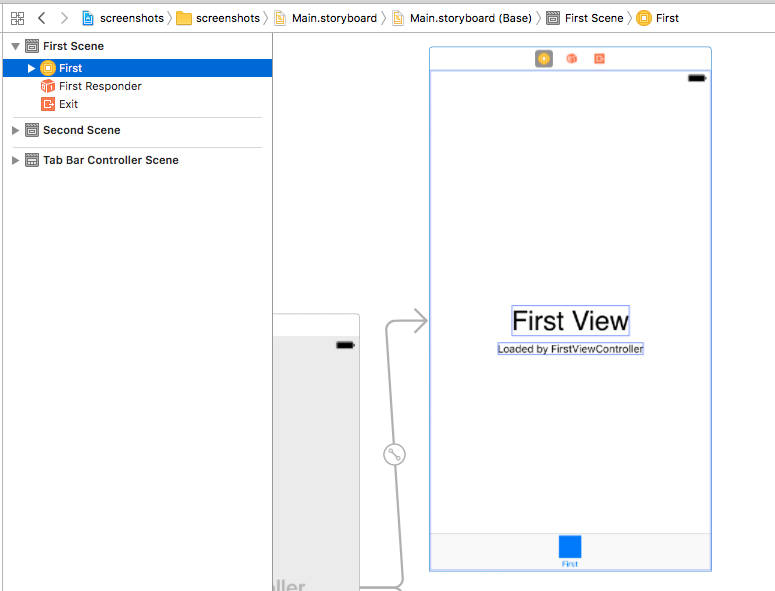 screenshots screenshots Main.storyboard Main.storyboard (Base) First Scene First
First Scene
First
First Responder
Exit
Second Scene
Tab Bar Controller Scene
First View
Loaded by FirstViewController
First